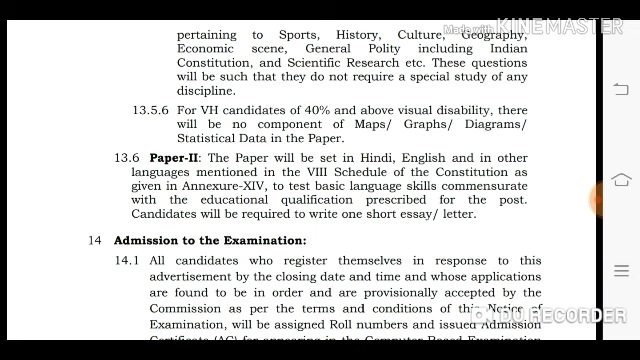 pertaining to Sports, History, Culture, Geography,
Made with KINEMASTER
Economic scene, General Polity including Indian
Constitution, and Scientific Research etc. These questions
will be such that they do not require a special study of any
discipline.
13.5.6 For VH candidates of 40% and above visual disability, there
will be no component of Maps/ Graphs/ Diagrams/
Statistical Data in the Paper.
13.6 Paper-II: The Paper will be set in Hindi, English and in other
languages mentioned in the VIII Schedule of the Constitution as
given in Annexure-XIV, to test basic language skills commensurate
with the educational qualification prescribed for the post.
Candidates will be required to write one short essay/ letter.
14 Admission to the Examination:
14.1 All candidates who register themselves in response to this
advertisement by the closing date and time and whose applications
are found to be in order and are provisionally accepted by the
Commission as per the terms and conditions of this Notice of
DU RECORDER
Examination, will be assigned Roll numbers and issued Admission
Certificate (AC) for appearing in the Computer Based Examination